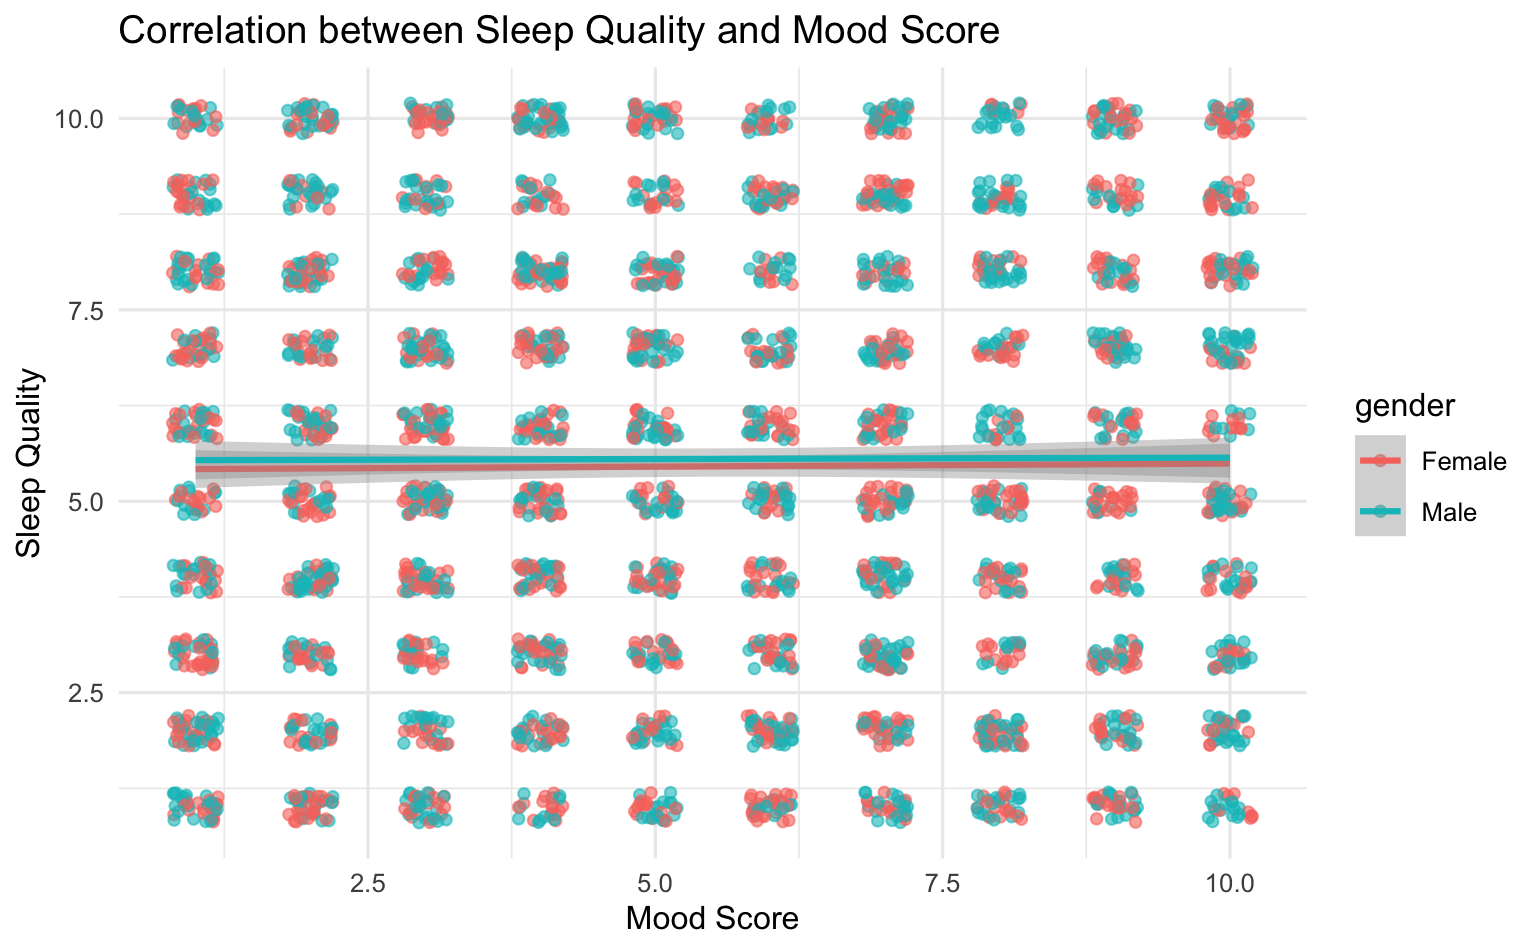 Correlation between Sleep Quality and Mood Score
10.0
7.5
5.0
2.5
Sleep Quality
2.5
5.0
7.5
10.0
Mood Score
gender
Female
Male